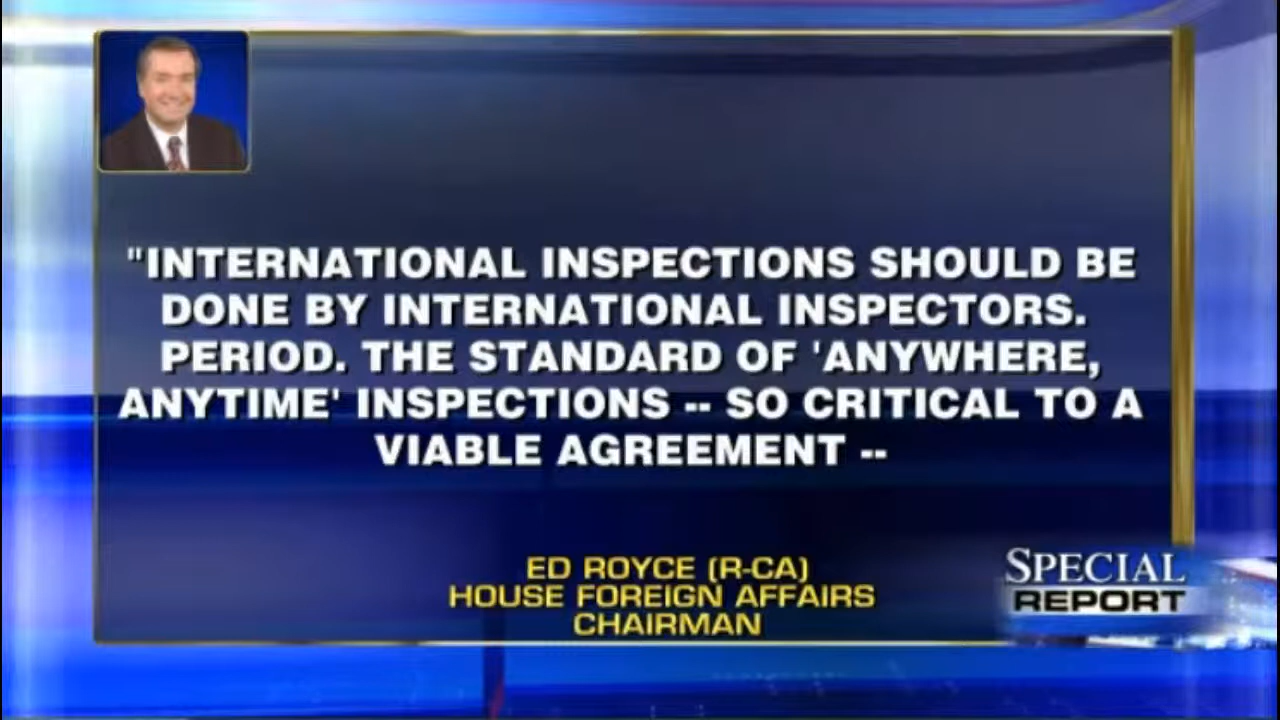 "INTERNATIONAL INSPECTIONS SHOULD BE
DONE BY INTERNATIONAL INSPECTORS.
PERIOD. THE STANDARD OF 'ANYWHERE,
ANYTIME' INSPECTIONS -- SO CRITICAL TO A
VIABLE AGREEMENT --
ED ROYCE (R-CA)
HOUSE FOREIGN AFFAIRS
CHAIRMAN
SPECIAL
REPORT